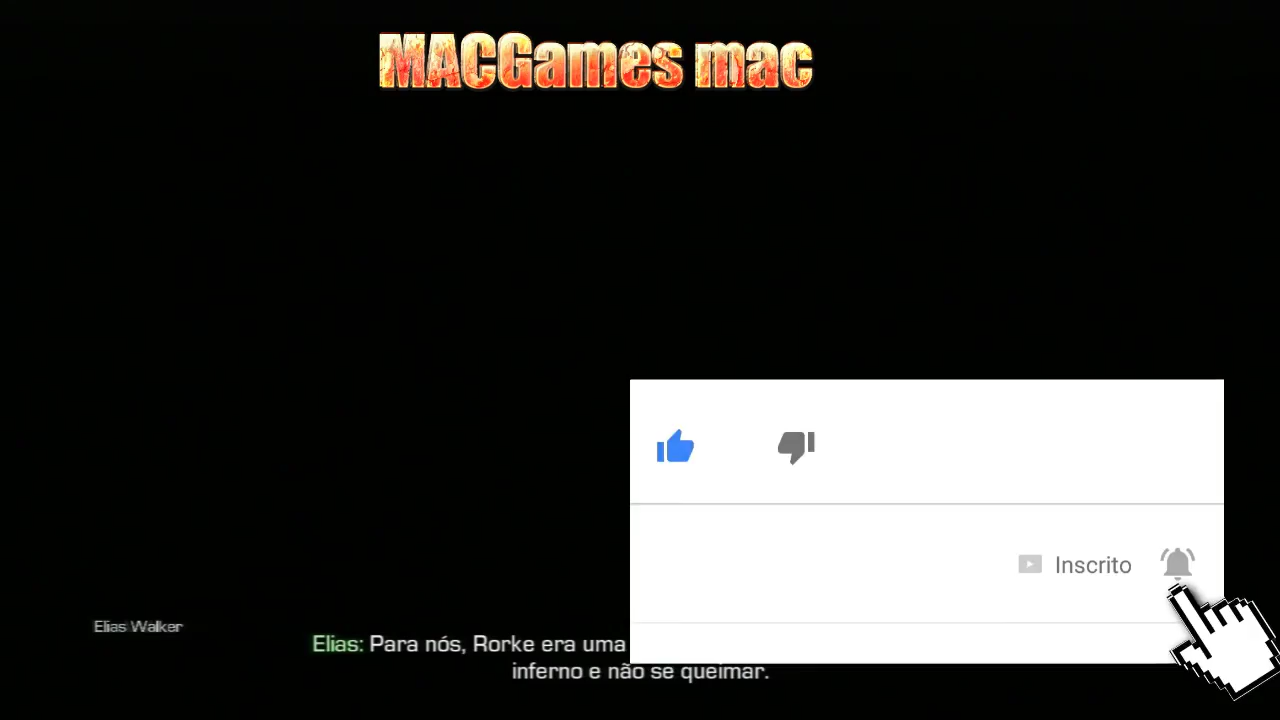 MACGames mac
Inscrito
Elias Walker
Elias: Para nós, Rorke era uma
inferno e não se queimar.